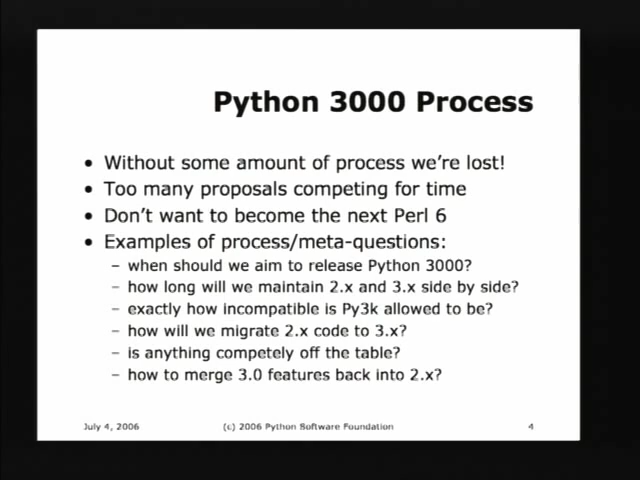 Python 3000 Process
• Without some amount of process we're lost!
• Too many proposals competing for time
• Don't want to become the next Perl 6
• Examples of process/meta-questions:
– when should we aim to release Python 3000?
– how long will we maintain 2.x and 3.x side by side?
– exactly how incompatible is Py3k allowed to be?
– how will we migrate 2.x code to 3.x?
– is anything competely off the table?
– how to merge 3.0 features back into 2.x?
July 4, 2006 (c) 2006 Python Software Foundation 4